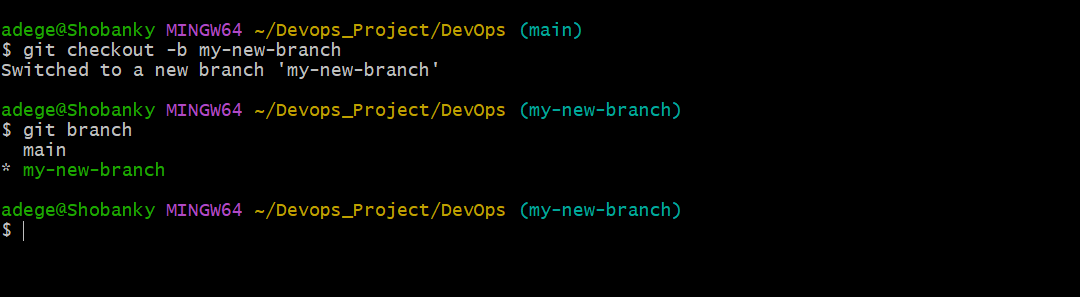 adege@Shobanky MINGW64 ~/Devops_Project/DevOps (main)
$ git checkout -b my-new-branch
Switched to a new branch 'my-new-branch'
adege@Shobanky MINGW64 ~/Devops_Project/DevOps (my-new-branch)
$ git branch
  main
* my-new-branch
adege@Shobanky MINGW64 ~/Devops_Project/DevOps (my-new-branch)
$